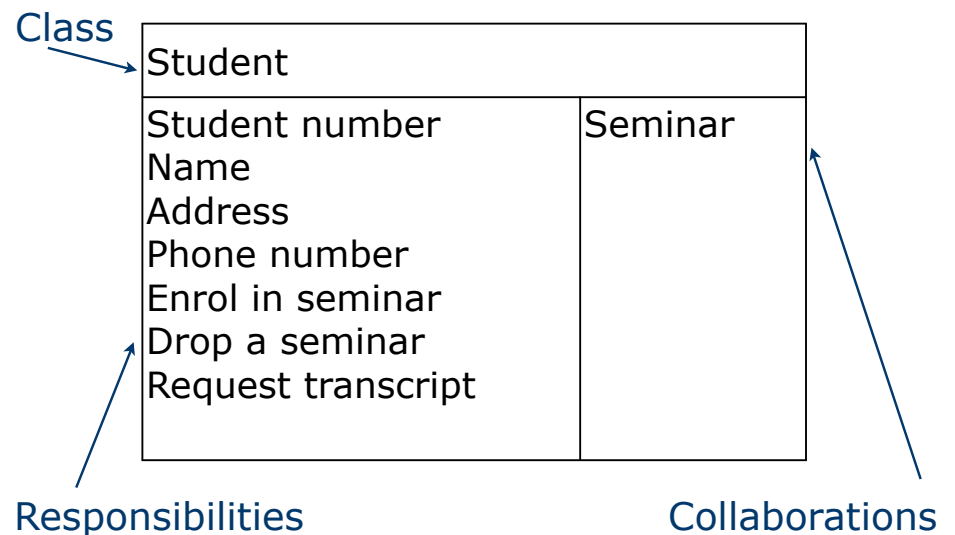 Class
Student
Student number
Name
Address
Phone number
Enrol in seminar
Drop a seminar
Request transcript
Seminar
Responsibilities
Collaborations